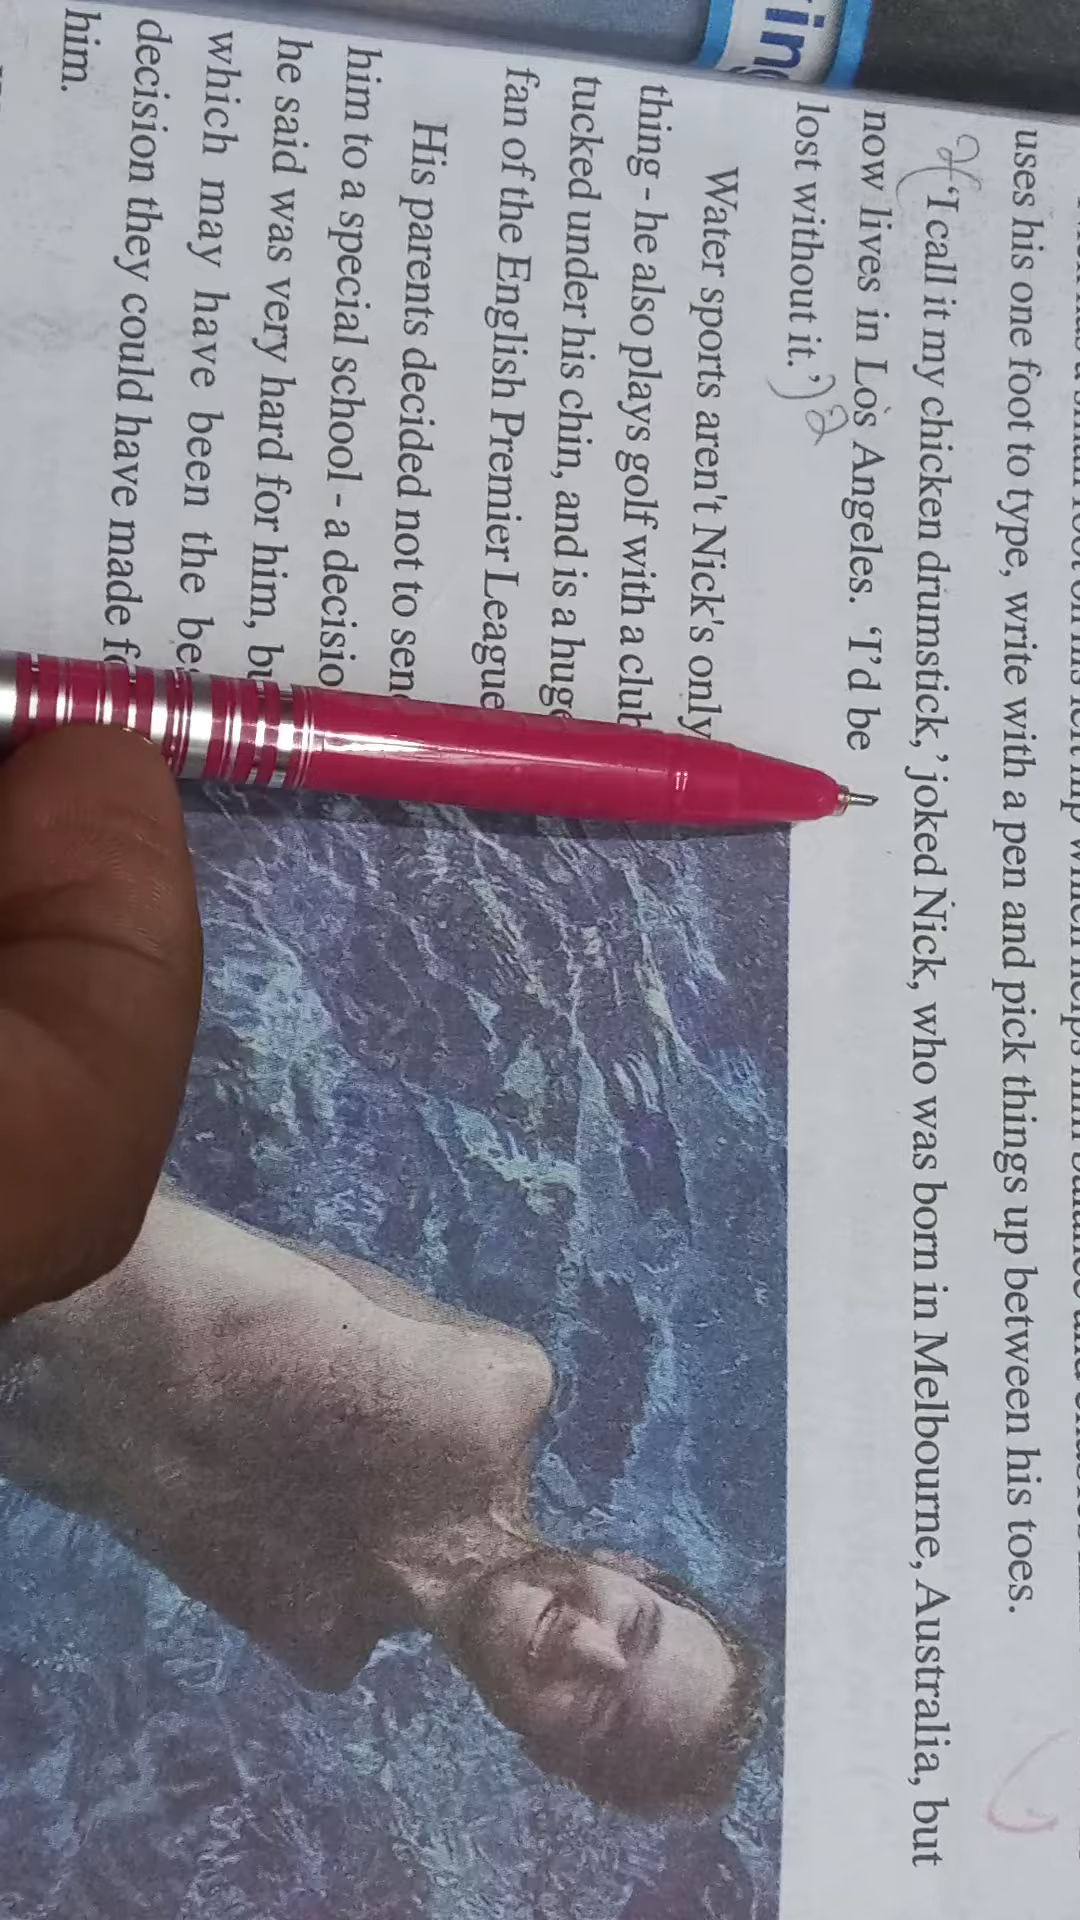 uses his one foot to type, write with a pen and pick things up between his toes.
'I call it my chicken drumstick,' joked Nick, who was born in Melbourne, Australia, but
now lives in Los Angeles. 'I'd be
lost without it.'
2
Water sports aren't Nick's only
thing - he also plays golf with a club
tucked under his chin, and is a huge
fan of the English Premier League
His parents decided not to
him to a special school - a
he said was very hard for him,
which may have been the
decision they could have made
him.